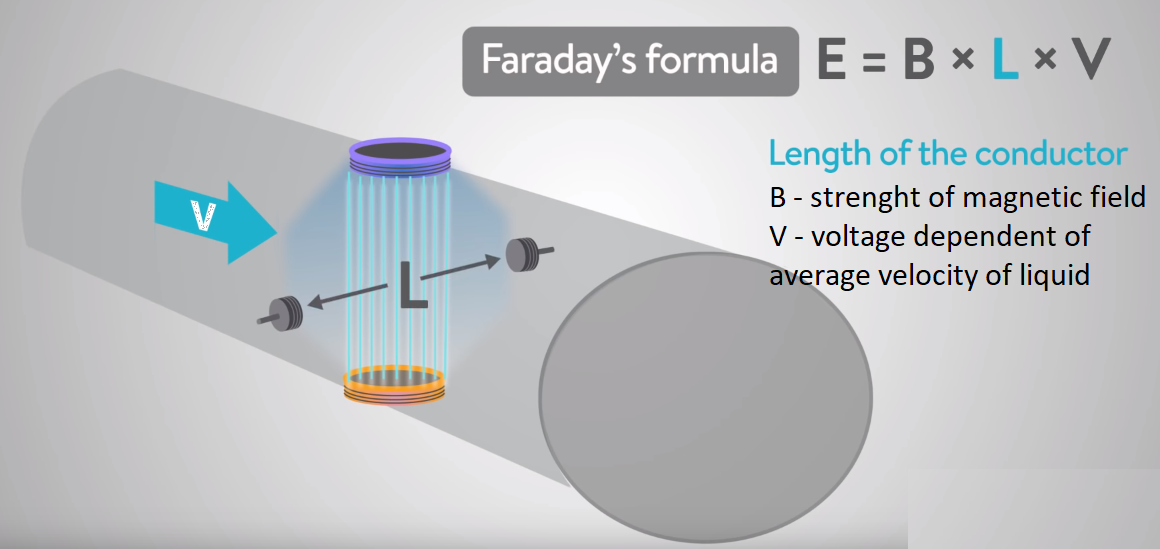 Faraday's formula E = B × L × V
Length of the conductor
B - strenght of magnetic field
V - voltage dependent of
average velocity of liquid
V
L